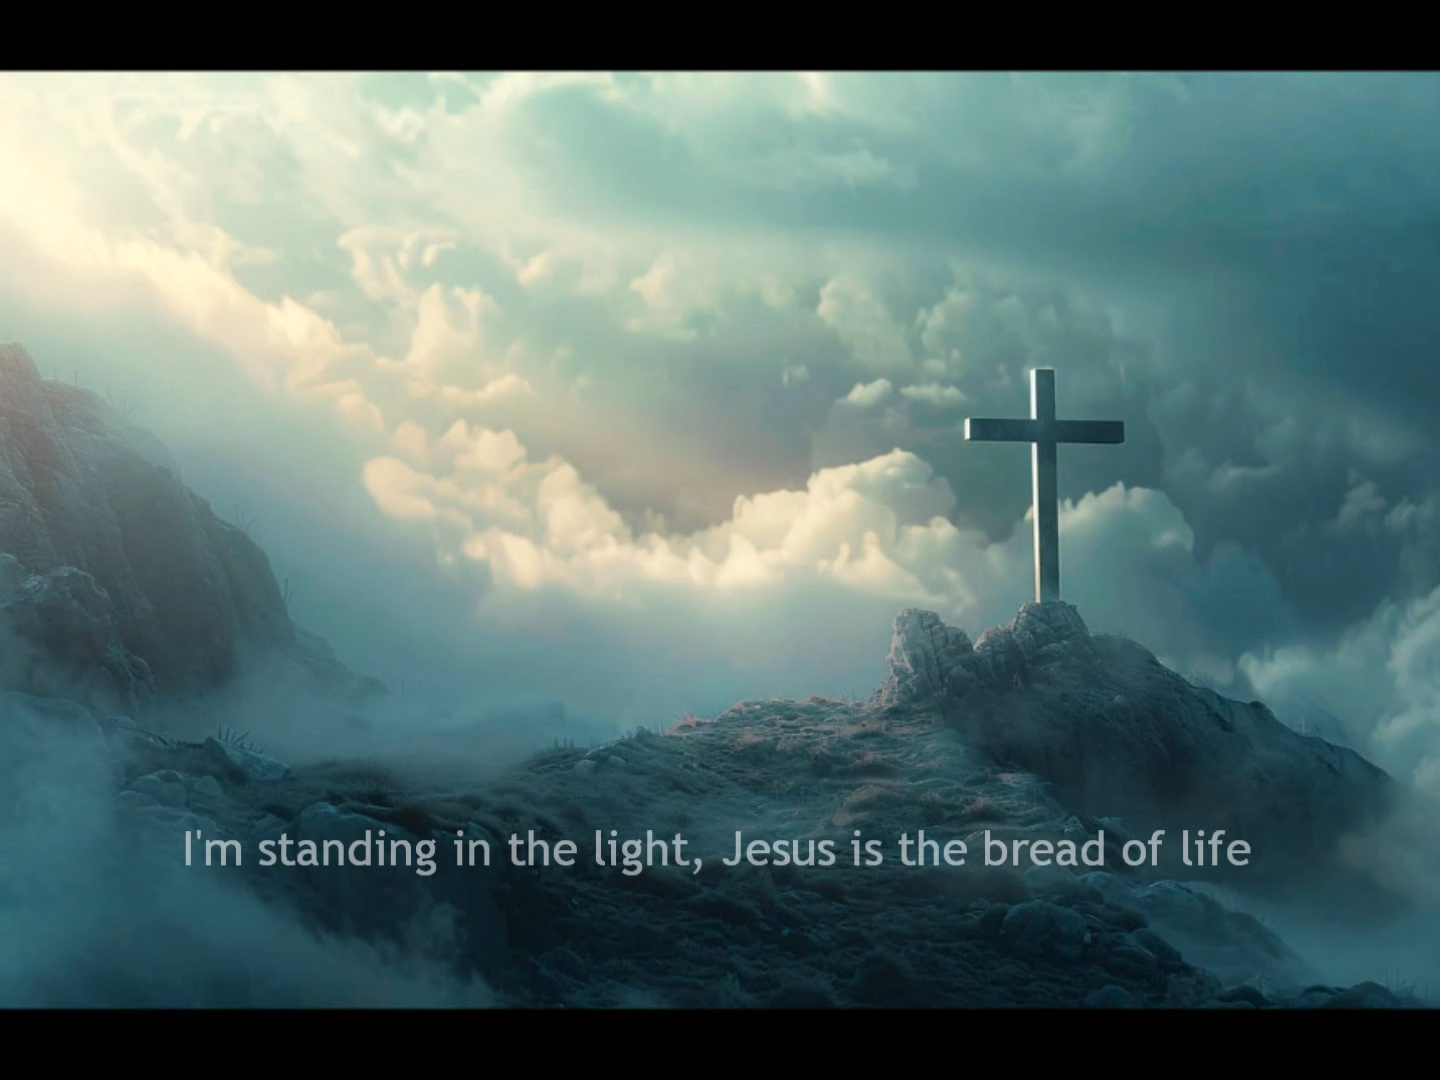 I'm standing in the light, Jesus is the bread of life